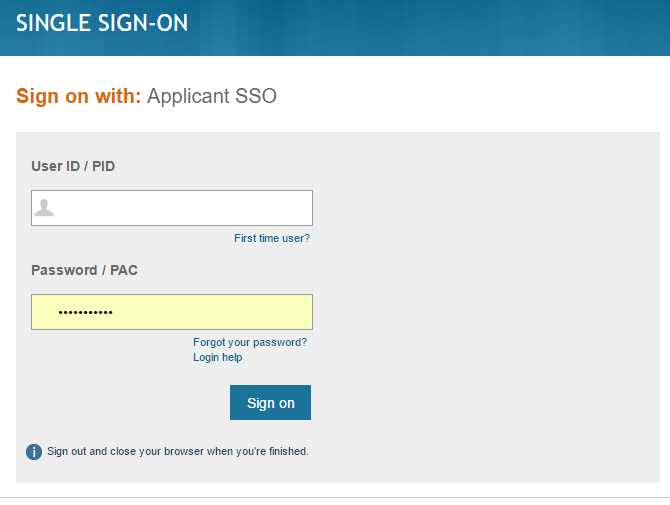 SINGLE SIGN-ON
Sign on with: Applicant SSO
User ID / PID
First time user?
Password / PAC
•••••••••••
Forgot your password?
Login help
Sign on
i Sign out and close your browser when you're finished.